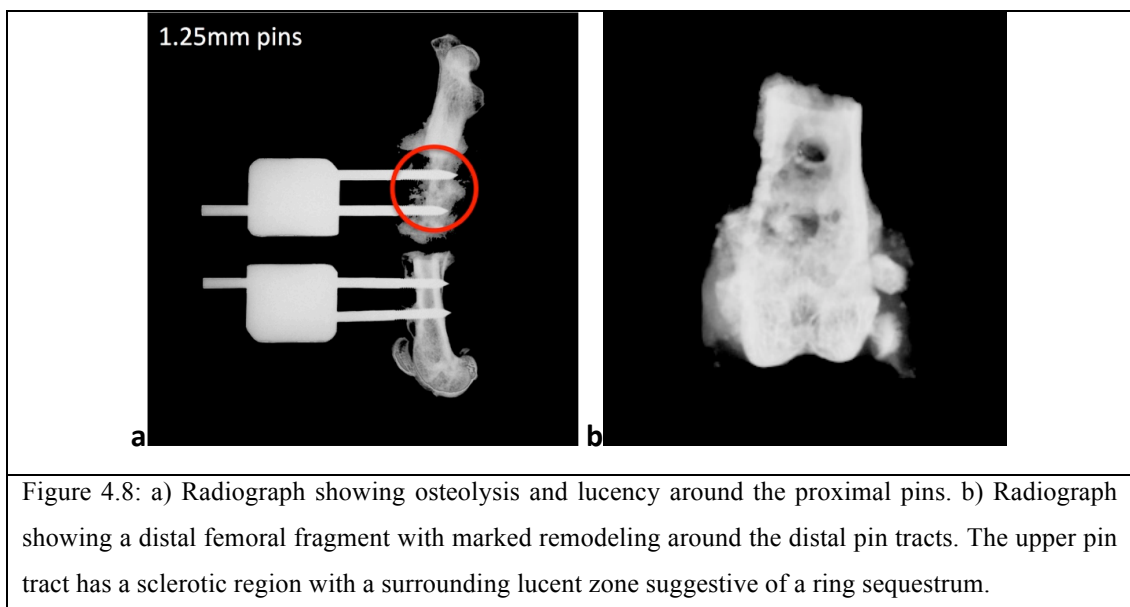 1.25mm pins
a
b
Figure 4.8: a) Radiograph showing osteolysis and lucency around the proximal pins. b) Radiograph
showing a distal femoral fragment with marked remodeling around the distal pin tracts. The upper pin
tract has a sclerotic region with a surrounding lucent zone suggestive of a ring sequestrum.